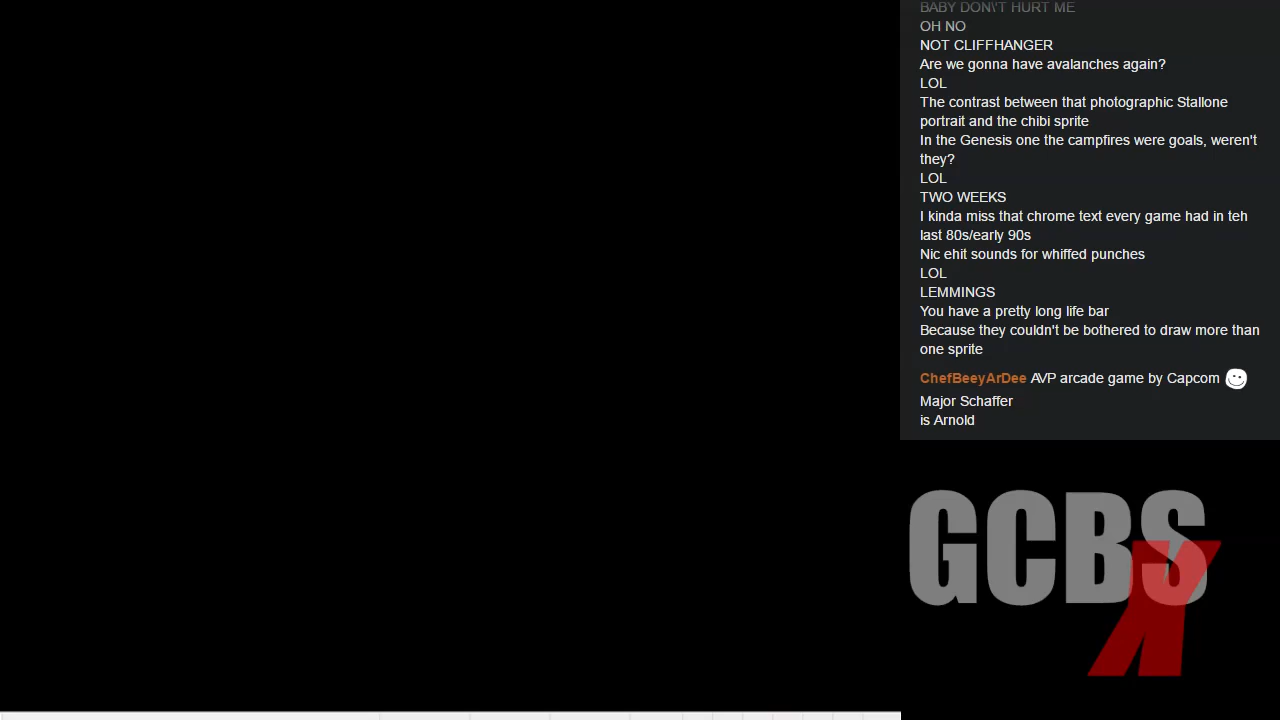 BABY DON\'T HURT ME
OH NO
NOT CLIFFHANGER
Are we gonna have avalanches again?
LOL
The contrast between that photographic Stallone
portrait and the chibi sprite
In the Genesis one the campfires were goals, weren't
they?
LOL
TWO WEEKS
I kinda miss that chrome text every game had in teh
last 80s/early 90s
Nic ehit sounds for whiffed punches
LOL
LEMMINGS
You have a pretty long life bar
Because they couldn't be bothered to draw more than
one sprite
ChefBeeyArDee AVP arcade game by Capcom
Major Schaffer
is Arnold
GCBS
X